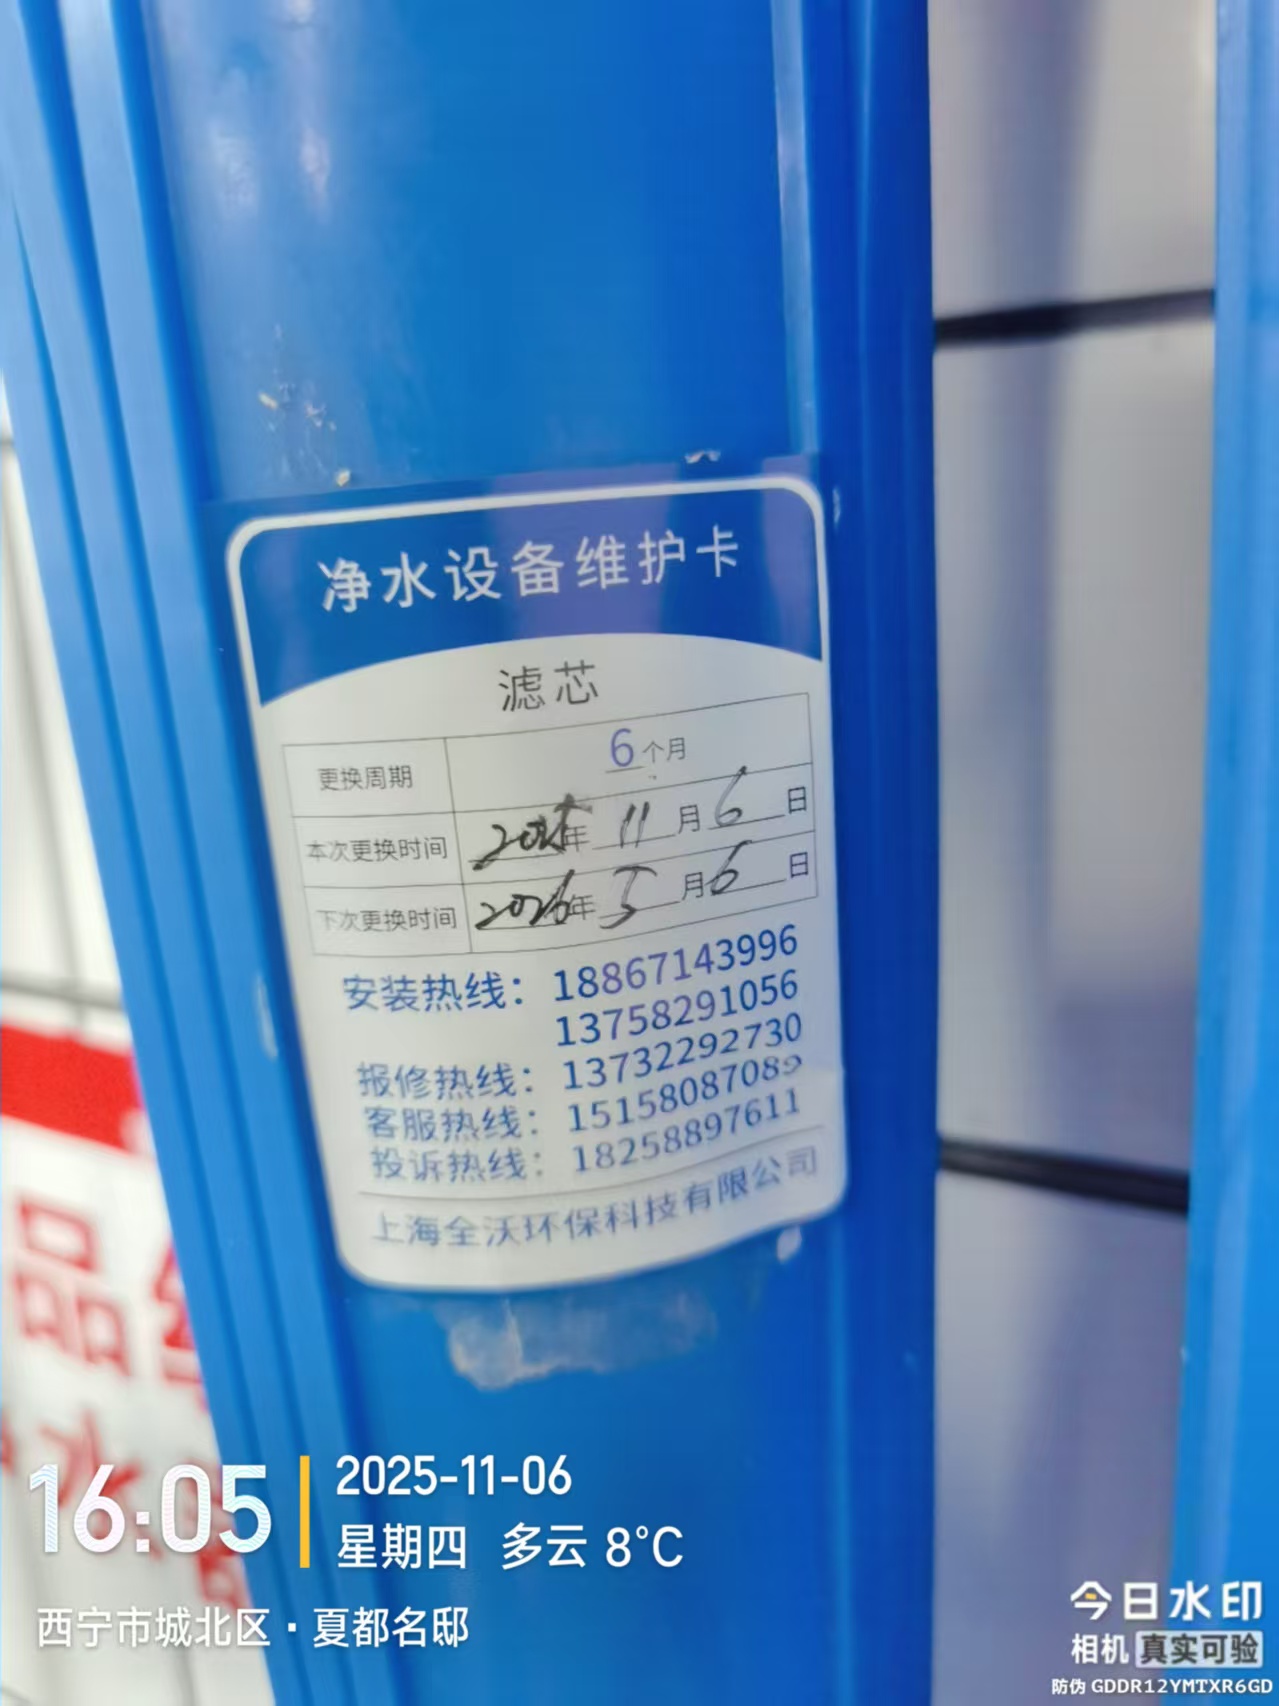 净水设备维护卡
滤芯
更换周期 6个月
本次更换时间 2025年11月6日
下次更换时间 2026年5月6日
安装热线：18867143996
13758291056
报修热线：13732292730
客服热线：15158087089
投诉热线：18258897611
上海全沃环保科技有限公司
品
水
16:05
2025-11-06
星期四 多云 8°C
西宁市城北区·夏都名邸
今日水印
相机 真实可验
防伪 GDDR12YMTXR6GD